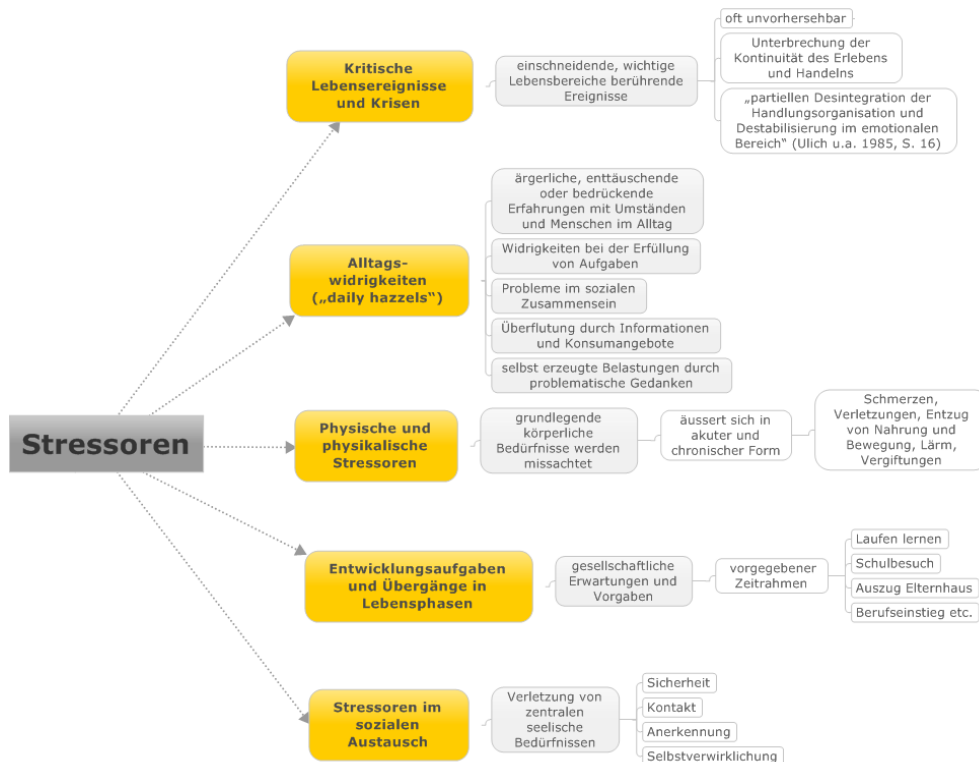 Stressoren
Kritische
Lebensereignisse
und Krisen
einschneidende, wichtige
Lebensbereiche berührende
Ereignisse
oft unvorhersehbar
Unterbrechung der
Kontinuität des Erlebens
und Handelns
„partiellen Desintegration der
Handlungsorganisation und
Destabilisierung im emotionalen
Bereich“ (Ulich u.a. 1985, S. 16)
Alltags-
widrigkeiten
(„daily hazzels“)
ärgerliche, enttäuschende
oder bedrückende
Erfahrungen mit Umständen
und Menschen im Alltag
Widrigkeiten bei der Erfüllung
von Aufgaben
Probleme im sozialen
Zusammensein
Überflutung durch Informationen
und Konsumangebote
selbst erzeugte Belastungen durch
problematische Gedanken
Physische und
physikalische
Stressoren
grundlegende
körperliche
Bedürfnisse werden
missachtet
äussert sich in
akuter und
chronischer Form
Schmerzen,
Verletzungen, Entzug
von Nahrung und
Bewegung, Lärm,
Vergiftungen
Entwicklungsaufgaben
und Übergänge in
Lebensphasen
gesellschaftliche
Erwartungen und
Vorgaben
vorgegebener
Zeitrahmen
Laufen lernen
Schulbesuch
Auszug Elternhaus
Berufseinstieg etc.
Stressoren im
sozialen
Austausch
Verletzung von
zentralen
seelische
Bedürfnissen
Sicherheit
Kontakt
Anerkennung
Selbstverwirklichung